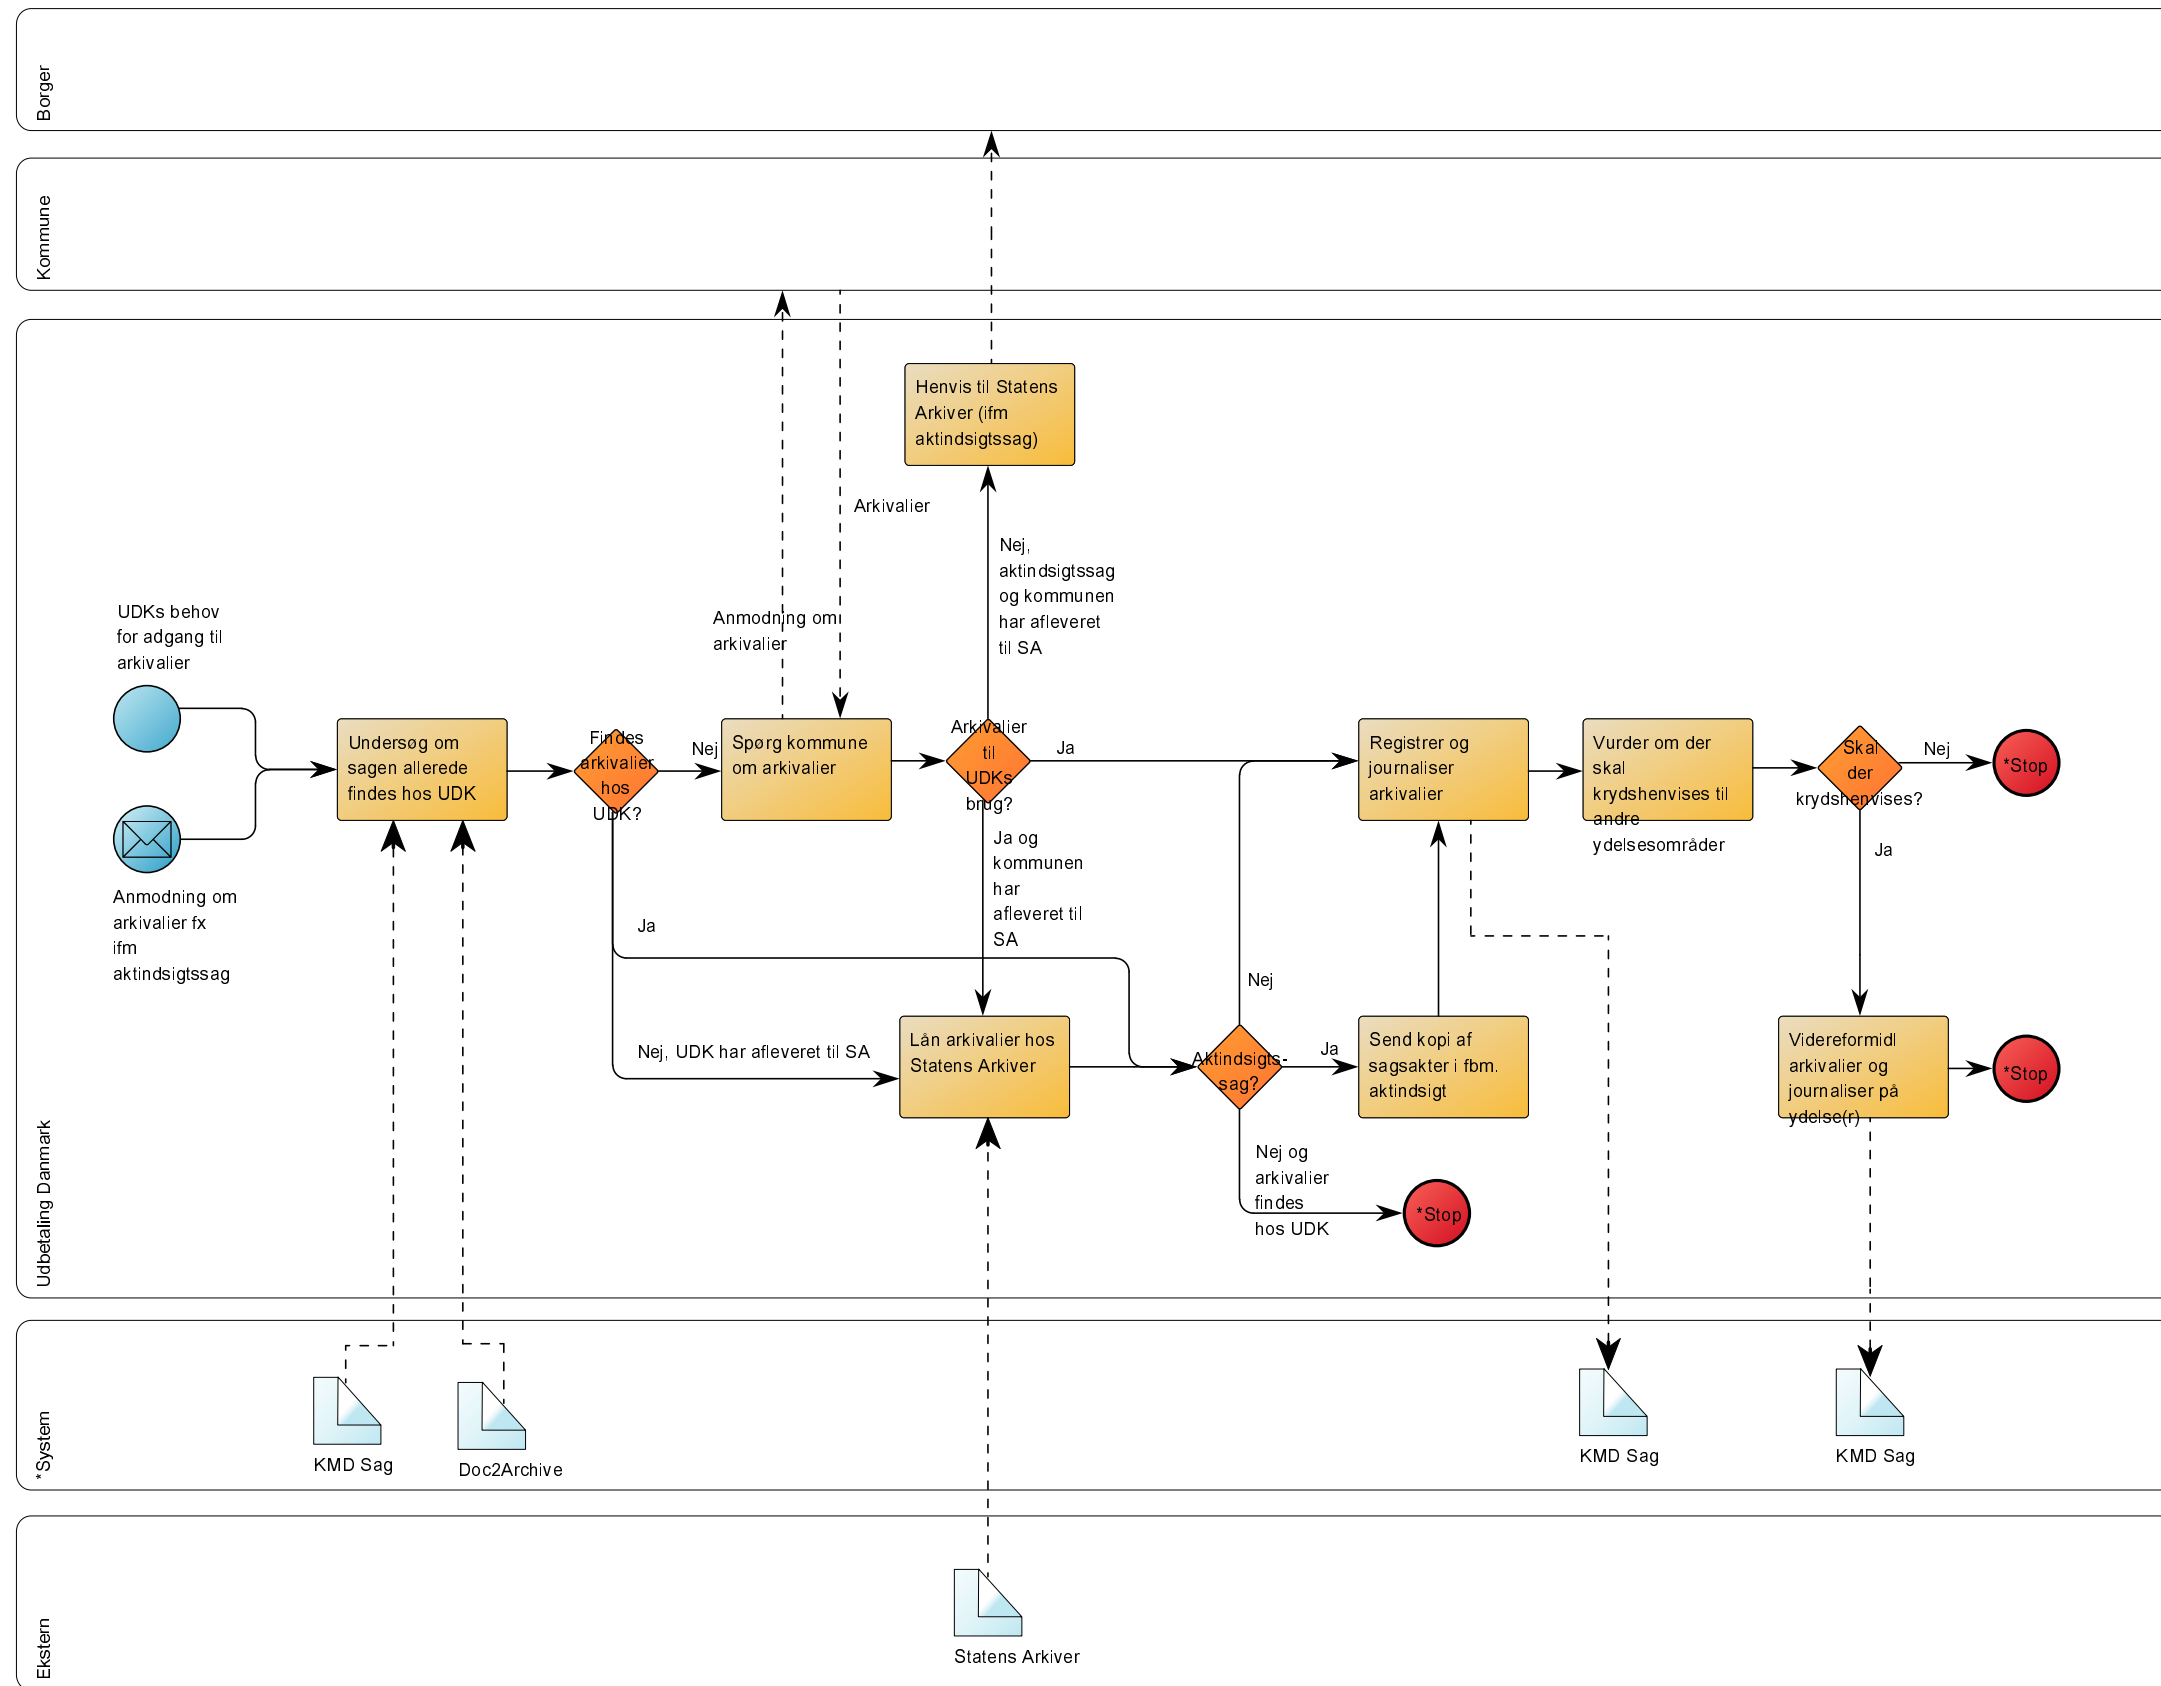 Borger
Kommune
Udbetaling Danmark
*System
Ekstern
Henvis til Statens
Arkiver (ifm
aktindsigtssag)
Arkivalier
Nej,
aktindsigtssag
og kommunen
har afleveret
til SA
Anmodning om
arkivalier
UDKs behov
for adgang til
arkivalier
Anmodning om
arkivalier fx
ifm
aktindsigtssag
Undersøg om
sagen allerede
findes hos UDK
Findes
arkivalier
hos
UDK?
Nej
Spørg kommune
om arkivalier
Arkivalier
til
UDKs
brug?
Ja
Registrer og
journaliser
arkivalier
Vurder om der
skal
krydshenvises til
andre
ydelsesområder
Skal
der
krydshenvises?
Nej
*Stop
Ja og
kommunen
har
afleveret til
SA
Ja
Ja
Nej
Nej, UDK har afleveret til SA
Lån arkivalier hos
Statens Arkiver
Aktindsigts-
sag?
Ja
Send kopi af
sagsakter i fbm.
aktindsigt
Videreformidl
arkivalier og
journaliser på
ydelse(r)
*Stop
Nej og
arkivalier
findes
hos UDK
*Stop
KMD Sag
Doc2Archive
KMD Sag
KMD Sag
Statens Arkiver